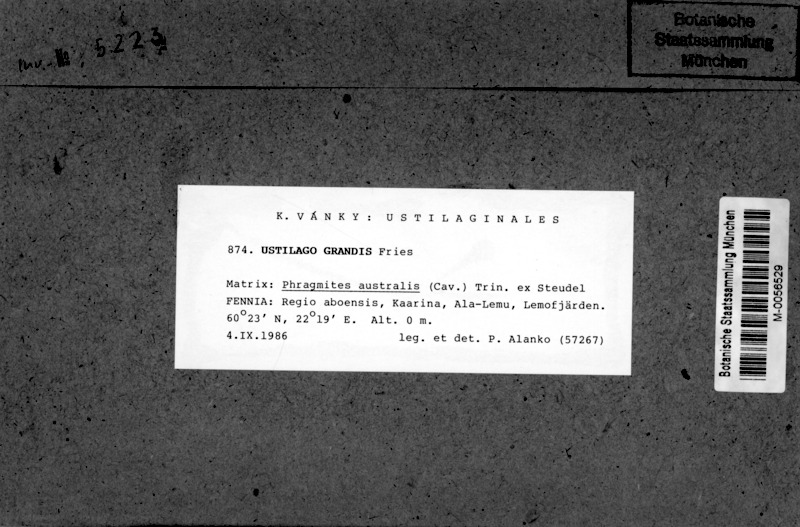 Inv. № 5223
Botanische
Staatssammlung
München
K. VÁNKY: USTILAGINALES
874. USTILAGO GRANDIS Fries
Matrix: Phragmites australis (Cav.) Trin. ex Steudel
FENNIA: Regio aboensis, Kaarina, Ala-Lemu, Lemofjärden.
60°23′ N, 22°19′ E. Alt. 0 m.
4.IX.1986 leg. et det. P. Alanko (57267)
Botanische Staatssammlung München
M-0056529